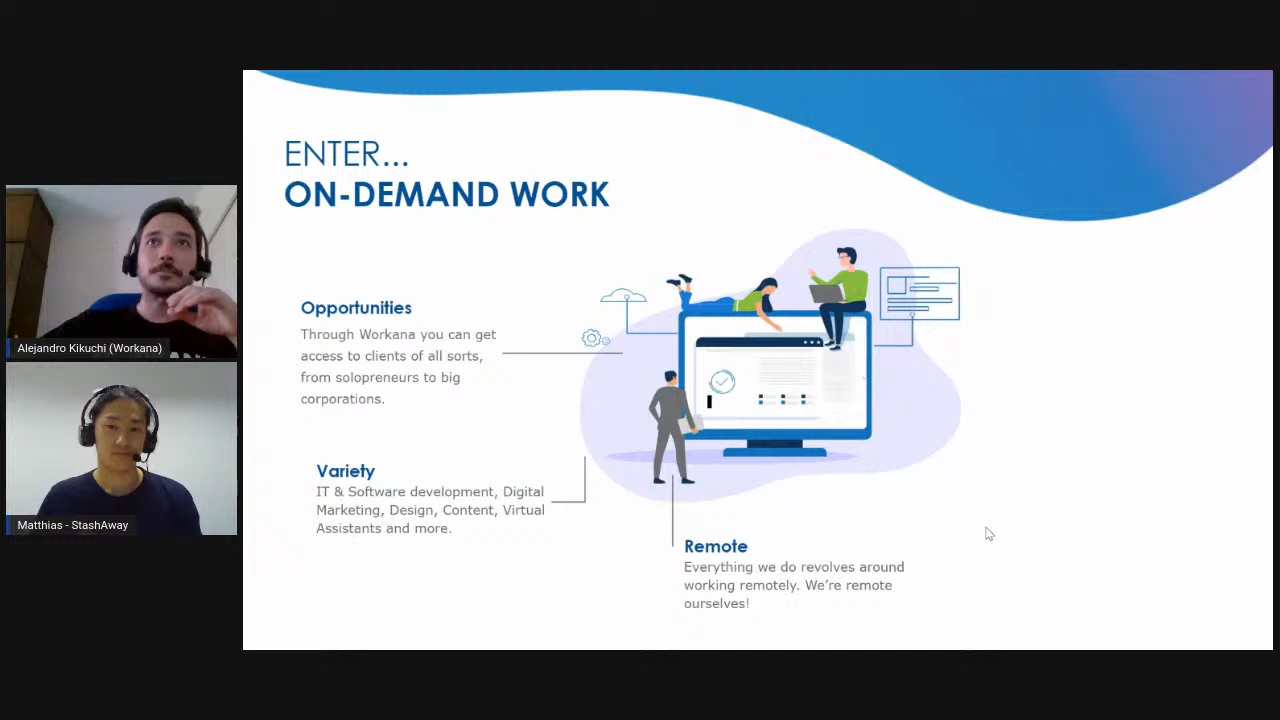 ENTER...
ON-DEMAND WORK
Opportunities
Through Workana you can get
access to clients of all sorts,
from solopreneurs to big
corporations.
Variety
IT & Software development, Digital
Marketing, Design, Content, Virtual
Assistants and more.
Remote
Everything we do revolves around
working remotely. We’re remote
ourselves!
Alejandro Kikuchi (Workana)
Matthias - StashAway